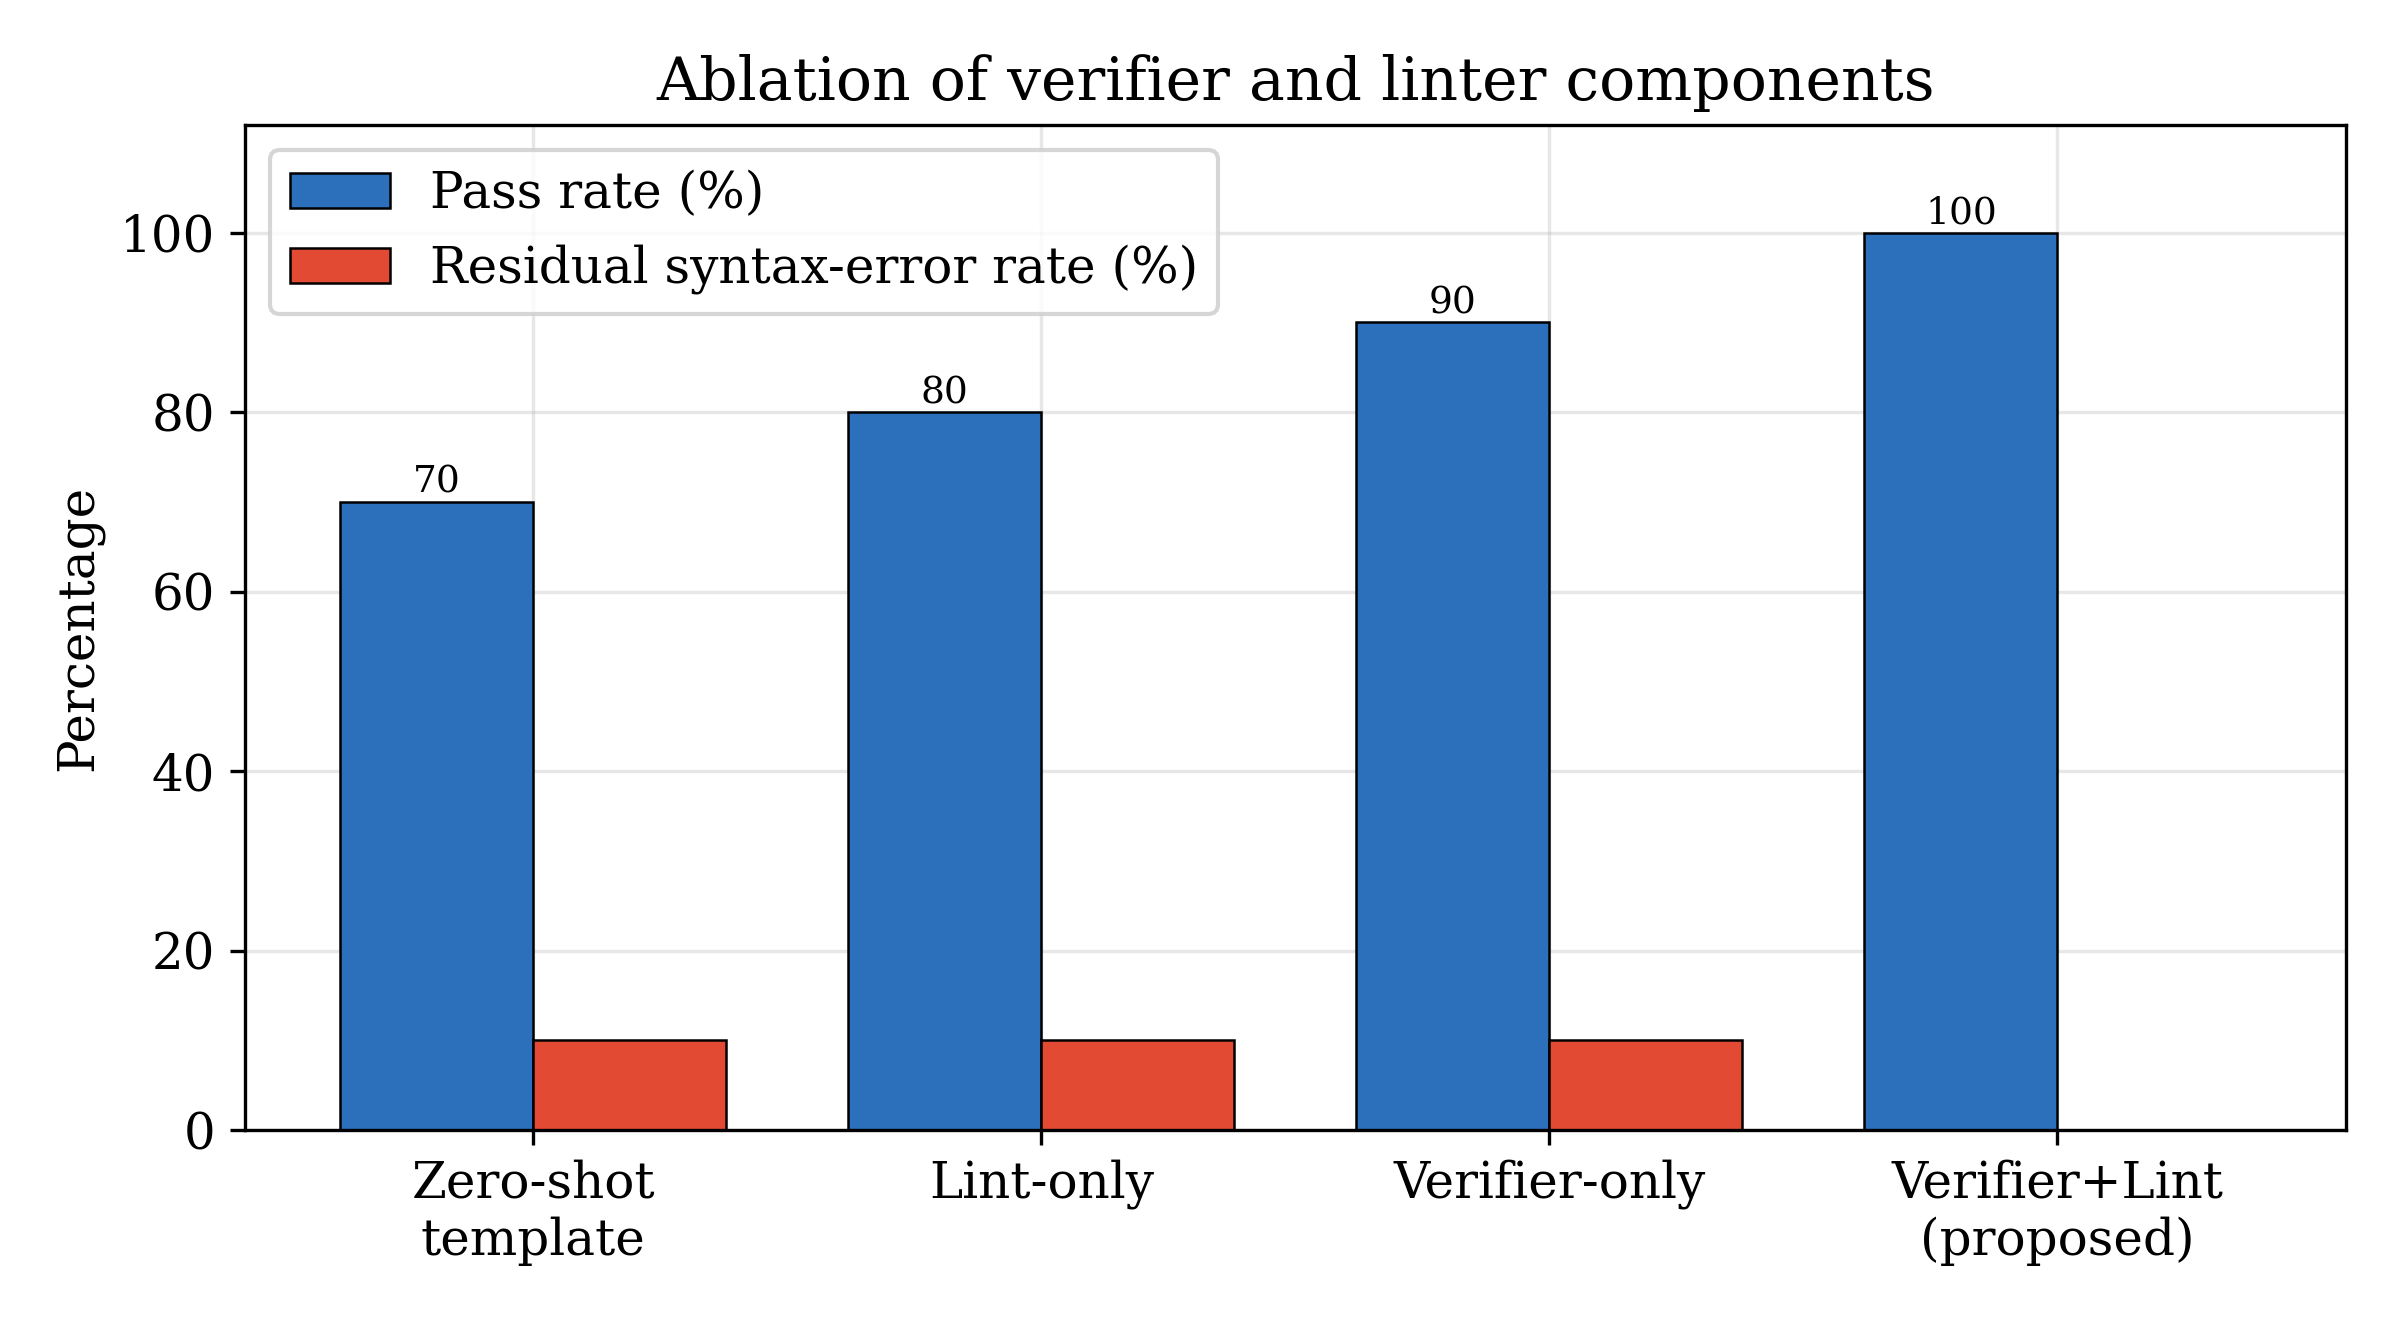 Ablation of verifier and linter components
Pass rate (%)
Residual syntax-error rate (%)
Percentage
100
80
60
40
20
0
70
80
90
100
Zero-shot
template
Lint-only
Verifier-only
Verifier+Lint
(proposed)